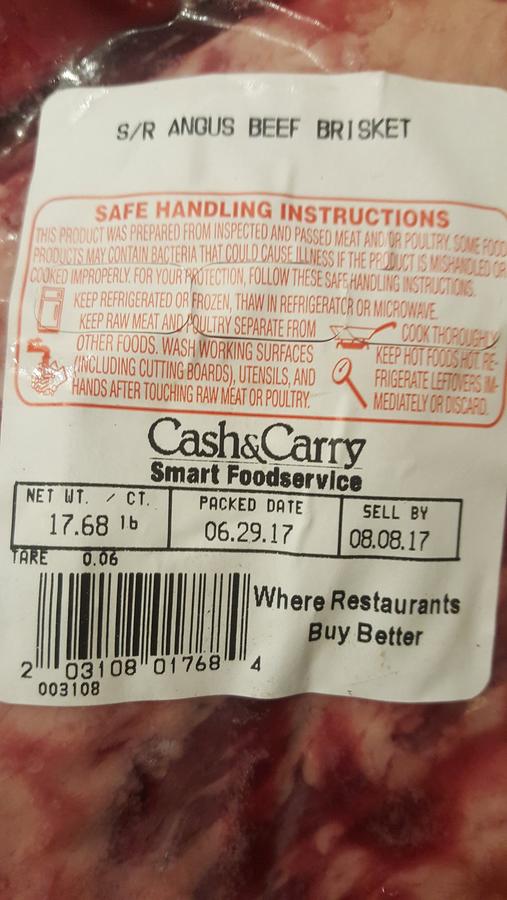 S/R ANGUS BEEF BRISKET
SAFE HANDLING INSTRUCTIONS
THIS PRODUCT WAS PREPARED FROM INSPECTED AND PASSED MEAT AND/OR POULTRY. SOME FOOD
PRODUCTS MAY CONTAIN BACTERIA THAT COULD CAUSE ILLNESS IF THE PRODUCT IS MISHANDLED OR
COOKED IMPROPERLY. FOR YOUR PROTECTION, FOLLOW THESE SAFE HANDLING INSTRUCTIONS.
KEEP REFRIGERATED OR FROZEN, THAW IN REFRIGERATOR OR MICROWAVE.
KEEP RAW MEAT AND POULTRY SEPARATE FROM
OTHER FOODS. WASH WORKING SURFACES
(INCLUDING CUTTING BOARDS), UTENSILS, AND
HANDS AFTER TOUCHING RAW MEAT OR POULTRY.
COOK THOROUGHLY
KEEP HOT FOODS HOT. RE-
FRIGERATE LEFTOVERS IM-
MEDIATELY OR DISCARD.
Cash&Carry
Smart Foodservice
NET WT. / CT.
17.68 lb
PACKED DATE
06.29.17
SELL BY
08.08.17
TARE 0.06
Where Restaurants
Buy Better
2 03108 01768 4
003108